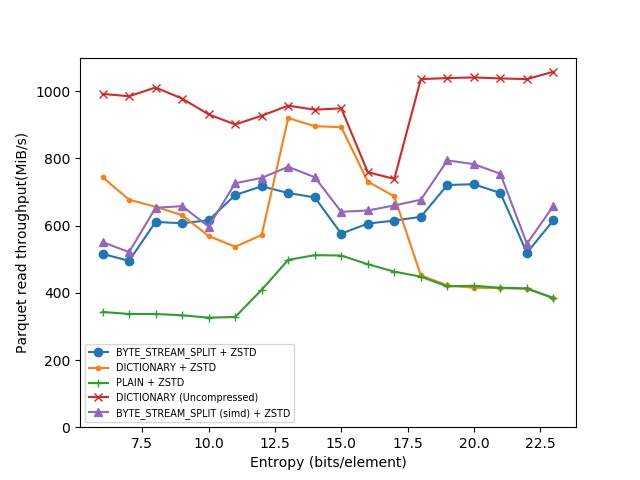 1000
800
600
400
200
0
Parquet read throughput(MiB/s)
BYTE_STREAM_SPLIT + ZSTD
DICTIONARY + ZSTD
PLAIN + ZSTD
DICTIONARY (Uncompressed)
BYTE_STREAM_SPLIT (simd) + ZSTD
7.5 10.0 12.5 15.0 17.5 20.0 22.5
Entropy (bits/element)